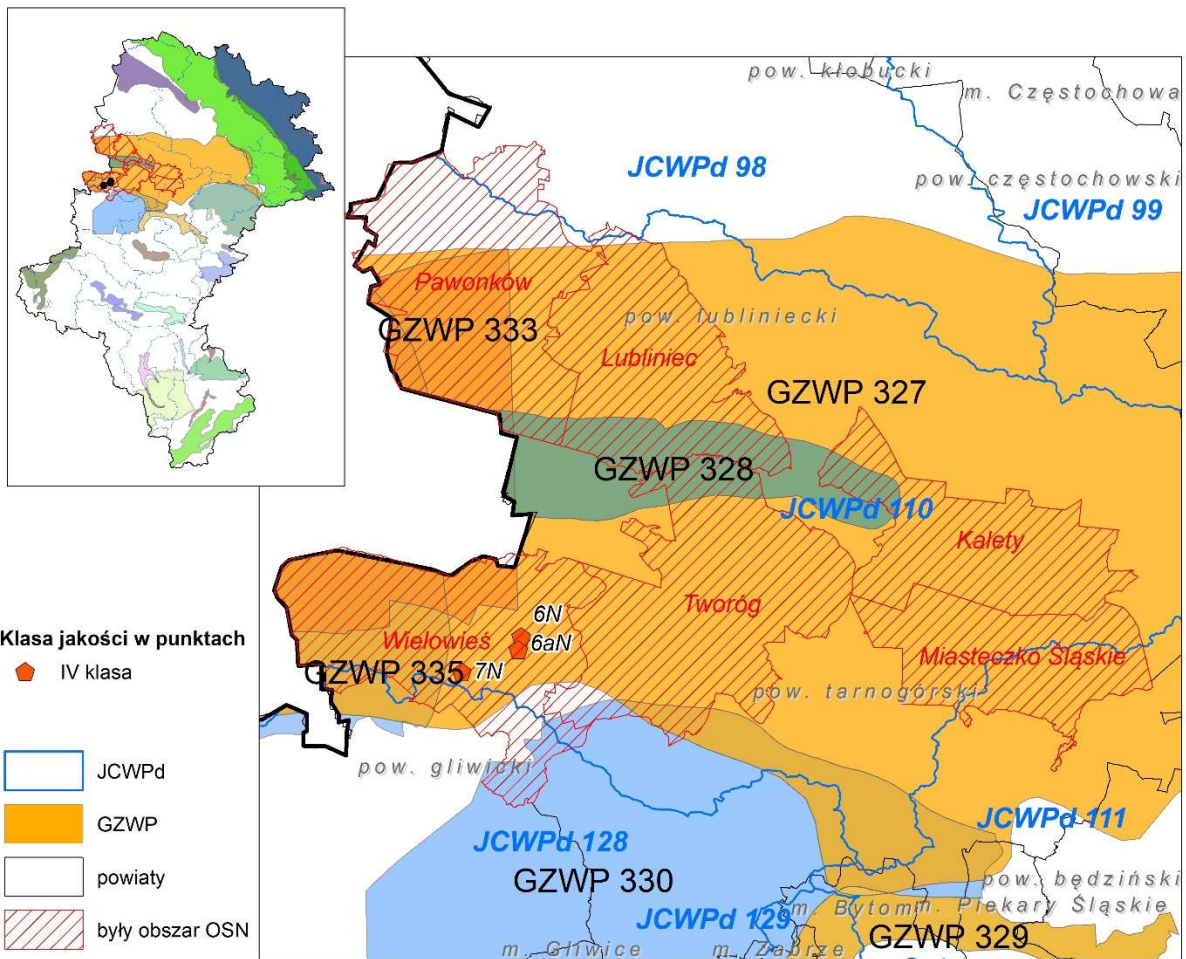 pow. kłobucki
m. Częstochowa
JCWPd 98
pow. częstochowski
JCWPd 99
Pawonków
GZWP 333
pow. lubliniecki
Lubliniec
GZWP 327
GZWP 328
JCWPd 110
Kalety
Tworóg
6N
6aN
Wielowieś
7N
GZWP 335
Miasteczko Śląskie
pow. tarnogórski
pow. gliwicki
JCWPd 128
JCWPd 111
GZWP 330
pow. będziński
JCWPd 129
m. Bytom
m. Piekary Śląskie
GZWP 329
m. Gliwice
m. Zabrze
Klasa jakości w punktach
IV klasa
JCWPd
GZWP
powiaty
były obszar OSN